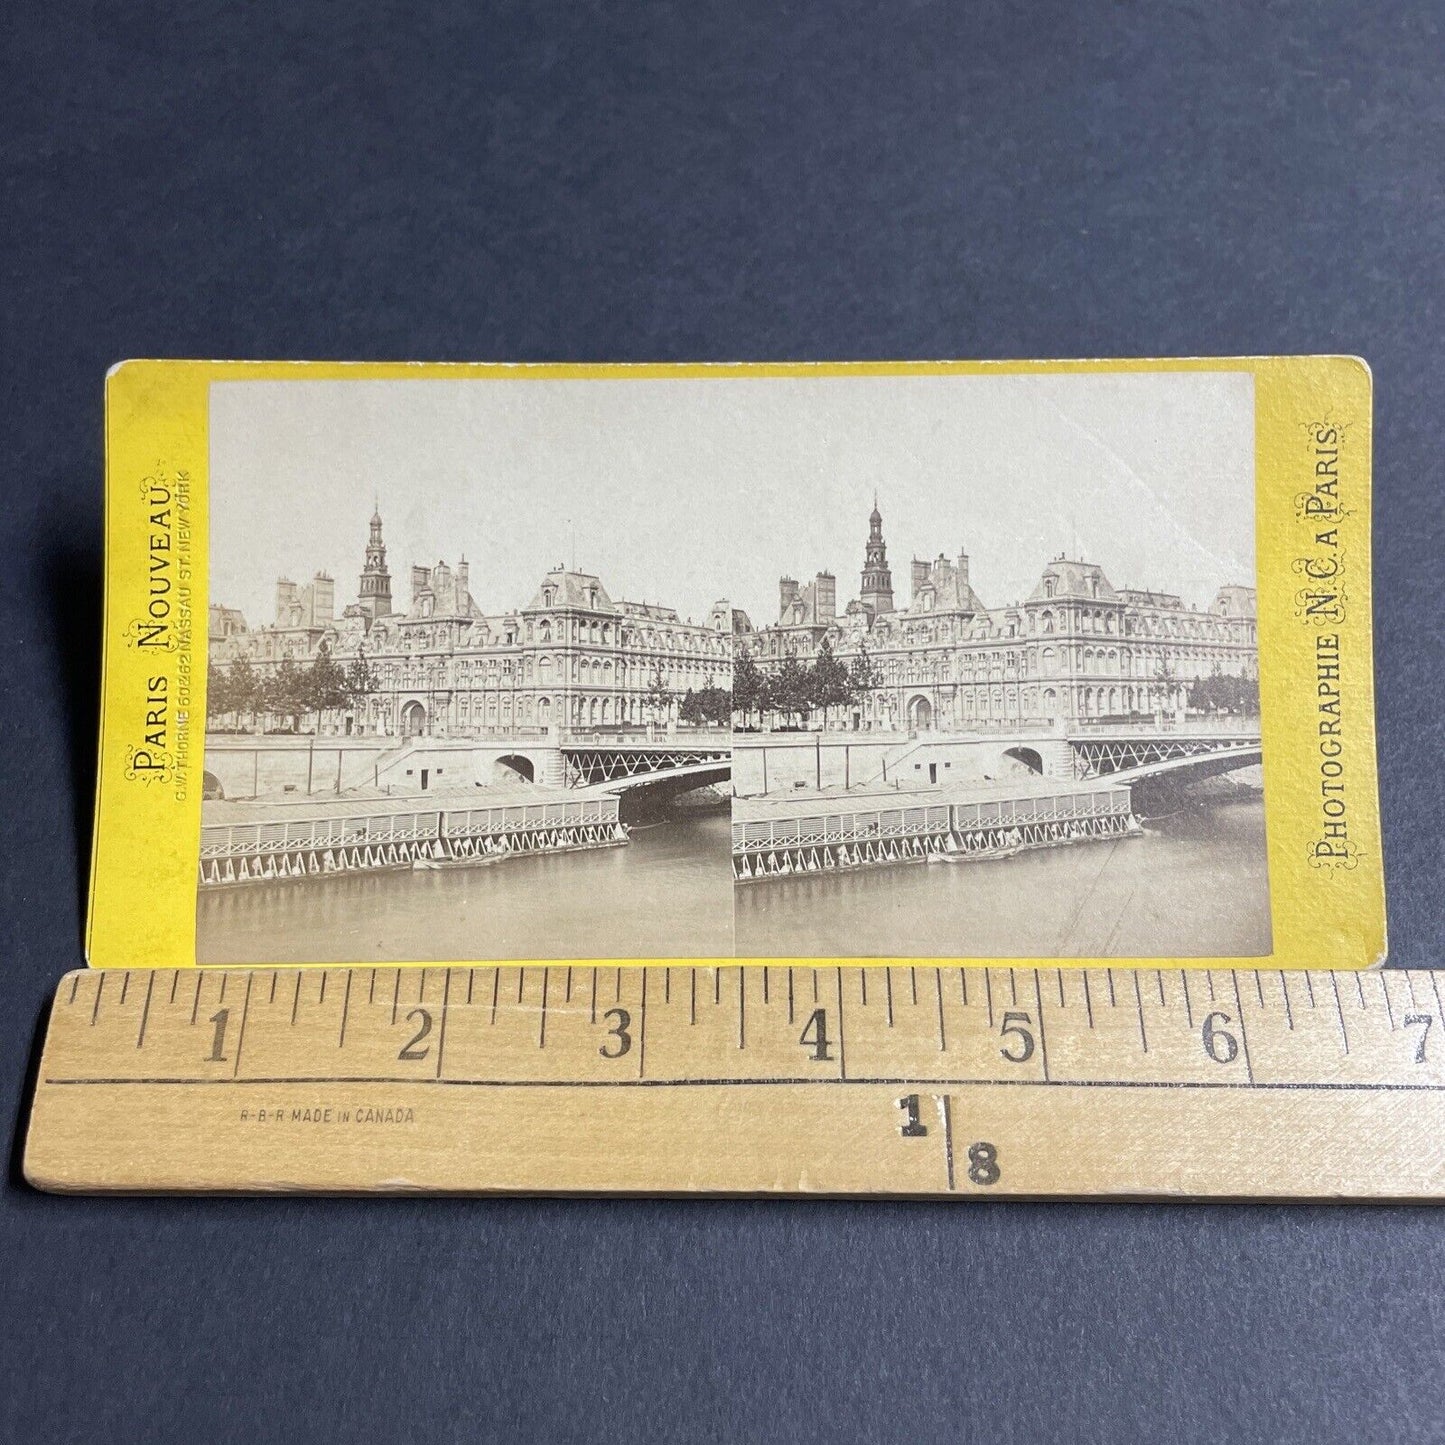 PARIS NOUVEAU
G.W. THORNE 60&62 NASSAU ST. NEW YORK
PHOTOGRAPHIE N.C. A PARIS
1 2 3 4 5 6 7
R-B-R MADE IN CANADA
1
8